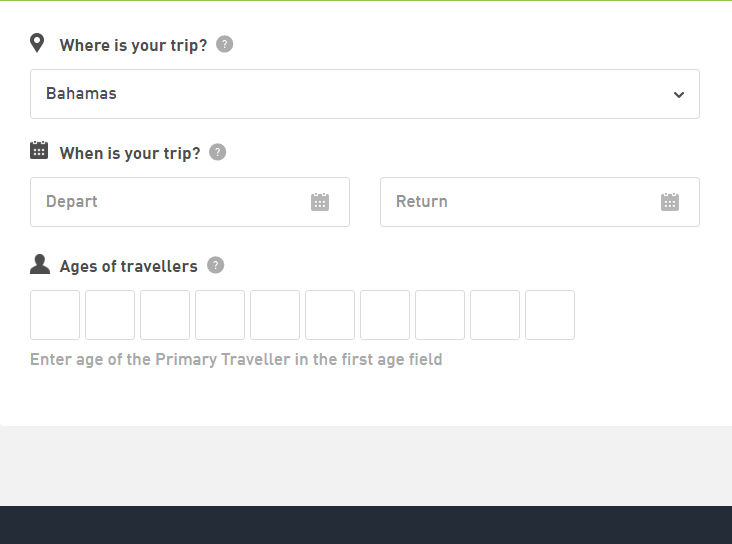 Where is your trip? ?
Bahamas
When is your trip? ?
Depart Return
Ages of travellers ?
Enter age of the Primary Traveller in the first age field